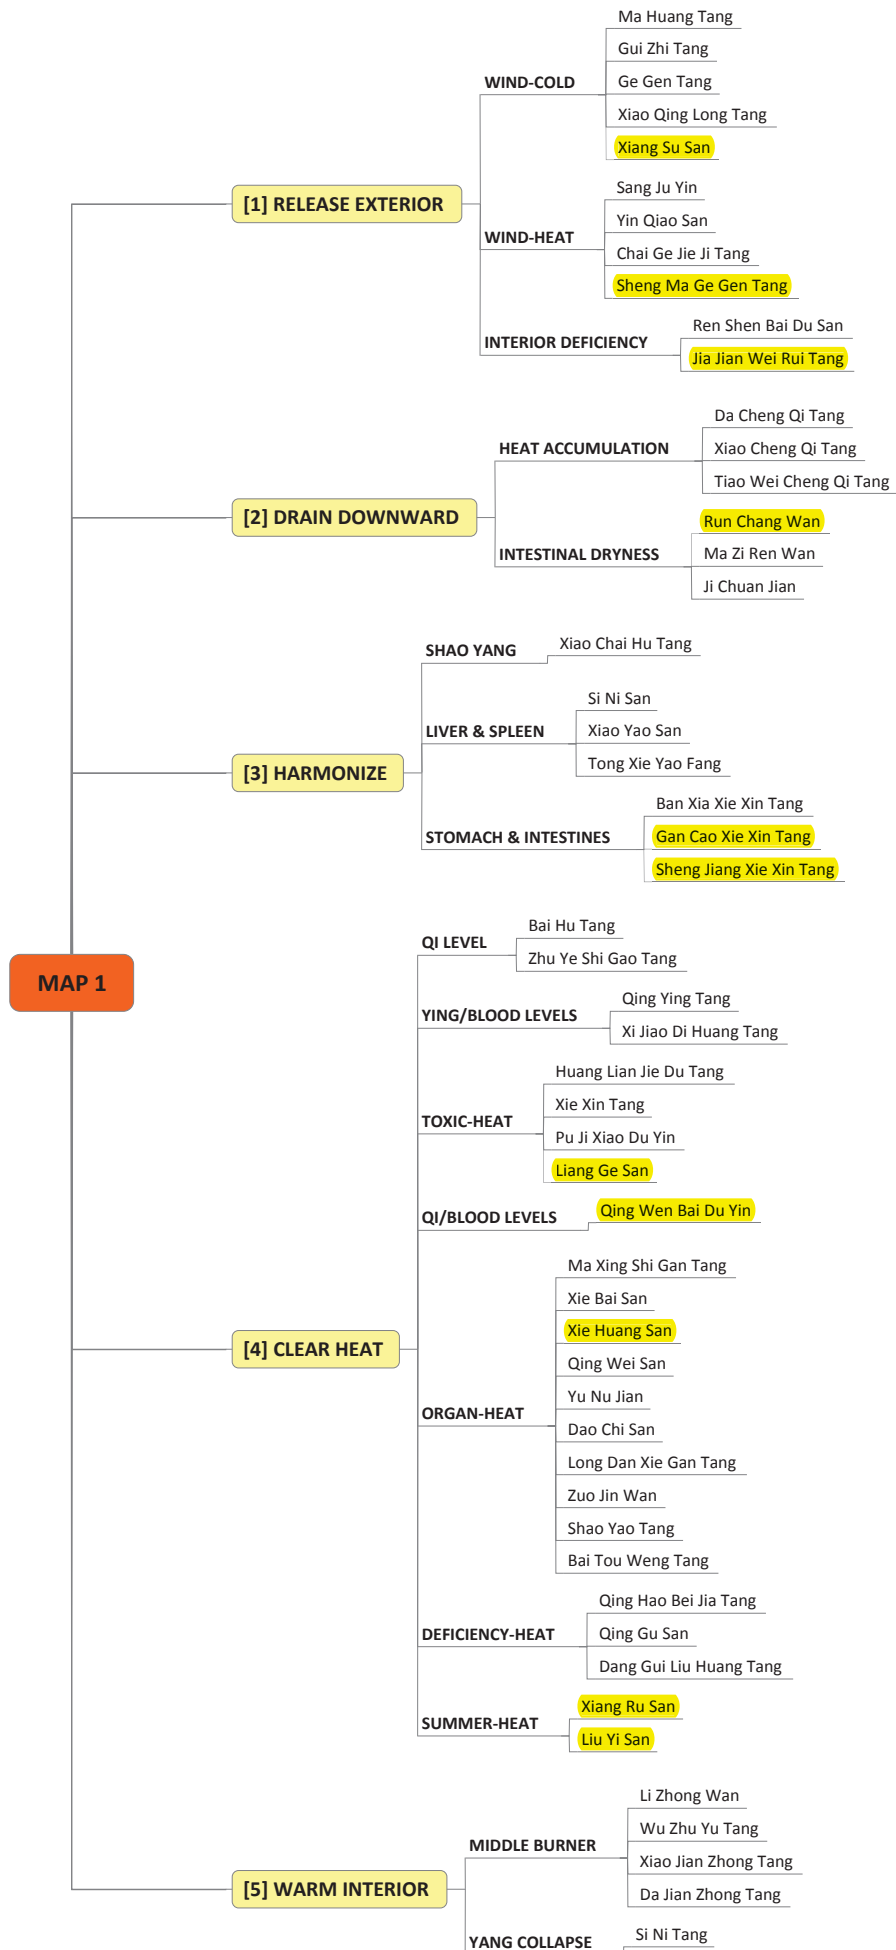 MAP 1
[1] RELEASE EXTERIOR
WIND-COLD
Ma Huang Tang
Gui Zhi Tang
Ge Gen Tang
Xiao Qing Long Tang
Xiang Su San
WIND-HEAT
Sang Ju Yin
Yin Qiao San
Chai Ge Jie Ji Tang
Sheng Ma Ge Gen Tang
INTERIOR DEFICIENCY
Ren Shen Bai Du San
Jia Jian Wei Rui Tang
[2] DRAIN DOWNWARD
HEAT ACCUMULATION
Da Cheng Qi Tang
Xiao Cheng Qi Tang
Tiao Wei Cheng Qi Tang
INTESTINAL DRYNESS
Run Chang Wan
Ma Zi Ren Wan
Ji Chuan Jian
[3] HARMONIZE
SHAO YANG
Xiao Chai Hu Tang
LIVER & SPLEEN
Si Ni San
Xiao Yao San
Tong Xie Yao Fang
STOMACH & INTESTINES
Ban Xia Xie Xin Tang
Gan Cao Xie Xin Tang
Sheng Jiang Xie Xin Tang
[4] CLEAR HEAT
QI LEVEL
Bai Hu Tang
Zhu Ye Shi Gao Tang
YING/BLOOD LEVELS
Qing Ying Tang
Xi Jiao Di Huang Tang
TOXIC-HEAT
Huang Lian Jie Du Tang
Xie Xin Tang
Pu Ji Xiao Du Yin
Liang Ge San
QI/BLOOD LEVELS
Qing Wen Bai Du Yin
ORGAN-HEAT
Ma Xing Shi Gan Tang
Xie Bai San
Xie Huang San
Qing Wei San
Yu Nu Jian
Dao Chi San
Long Dan Xie Gan Tang
Zuo Jin Wan
Shao Yao Tang
Bai Tou Weng Tang
DEFICIENCY-HEAT
Qing Hao Bei Jia Tang
Qing Gu San
Dang Gui Liu Huang Tang
SUMMER-HEAT
Xiang Ru San
Liu Yi San
[5] WARM INTERIOR
MIDDLE BURNER
Li Zhong Wan
Wu Zhu Yu Tang
Xiao Jian Zhong Tang
Da Jian Zhong Tang
YANG COLLAPSE
Si Ni Tang